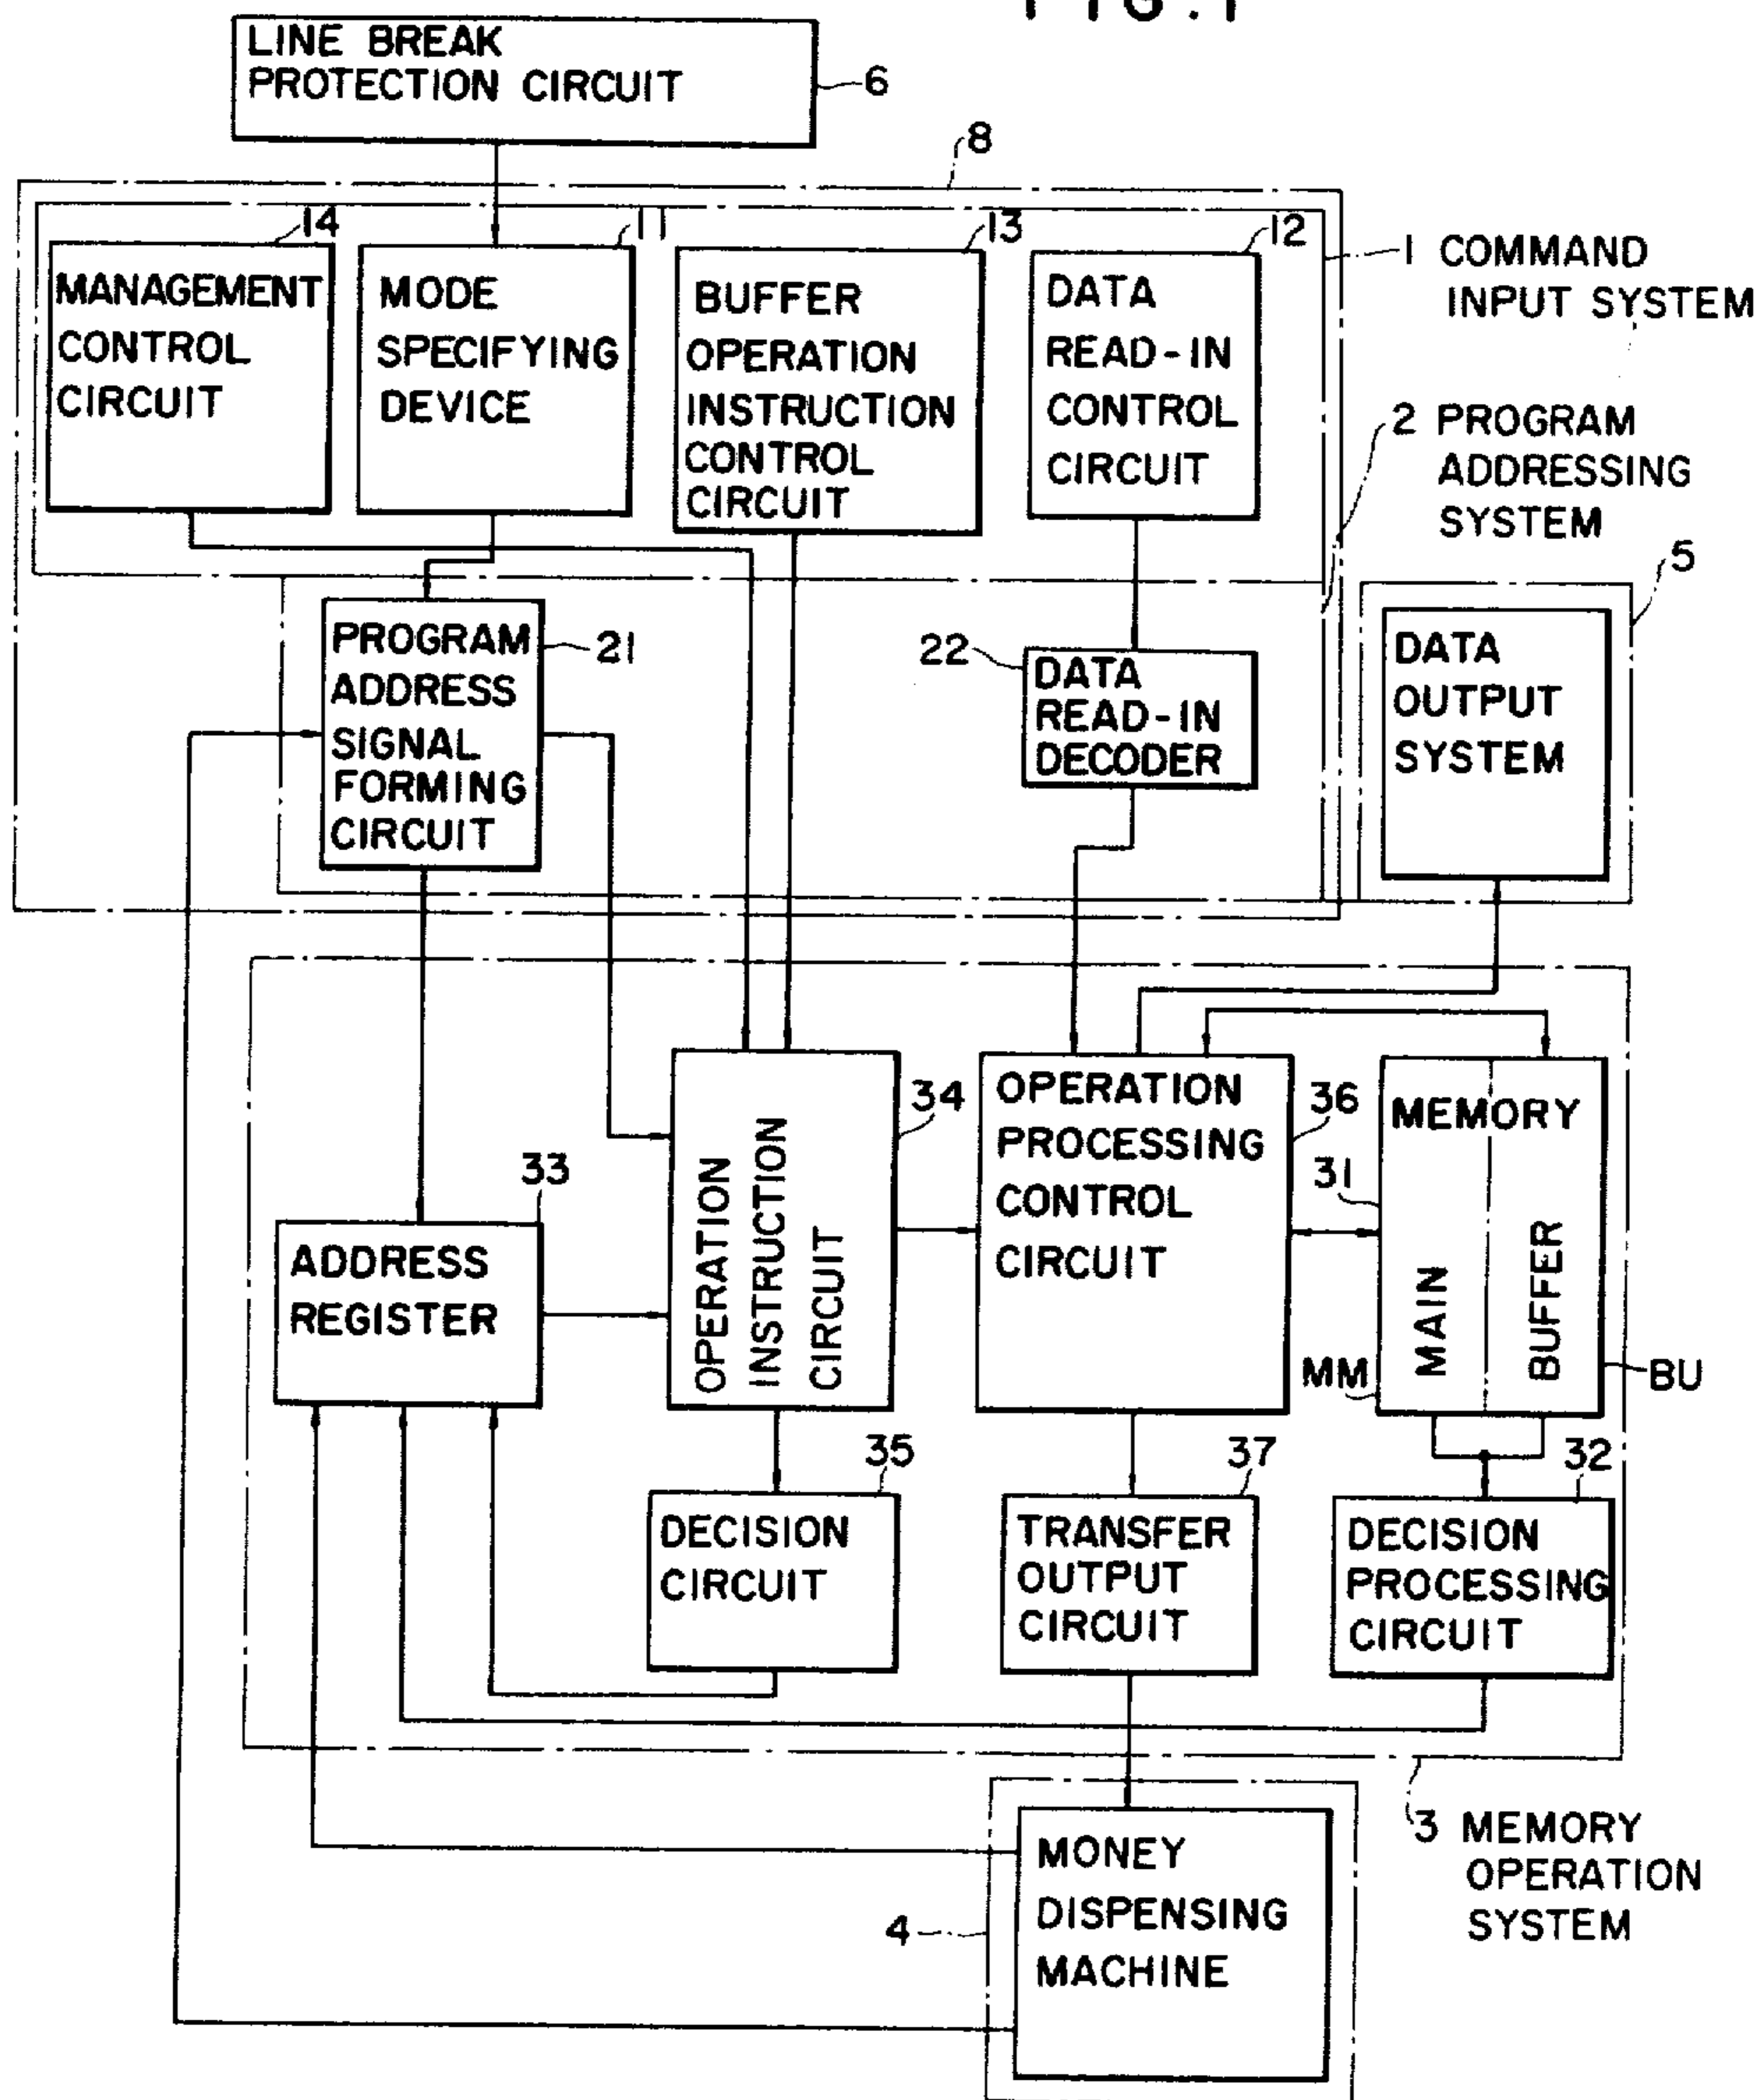 FIG.1
LINE BREAK
PROTECTION CIRCUIT
6
8
14
11
13
12
MANAGEMENT
CONTROL
CIRCUIT
MODE
SPECIFYING
DEVICE
BUFFER
OPERATION
INSTRUCTION
CONTROL
CIRCUIT
DATA
READ-IN
CONTROL
CIRCUIT
1 COMMAND
INPUT SYSTEM
2 PROGRAM
ADDRESSING
SYSTEM
5
PROGRAM
ADDRESS
SIGNAL
FORMING
CIRCUIT
21
22
DATA
READ-IN
DECODER
DATA
OUTPUT
SYSTEM
33
ADDRESS
REGISTER
34
OPERATION
INSTRUCTION
CIRCUIT
OPERATION
PROCESSING
CONTROL
CIRCUIT
36
31
MEMORY
MAIN
BUFFER
MM
BU
35
DECISION
CIRCUIT
37
TRANSFER
OUTPUT
CIRCUIT
32
DECISION
PROCESSING
CIRCUIT
3 MEMORY
OPERATION
SYSTEM
4
MONEY
DISPENSING
MACHINE